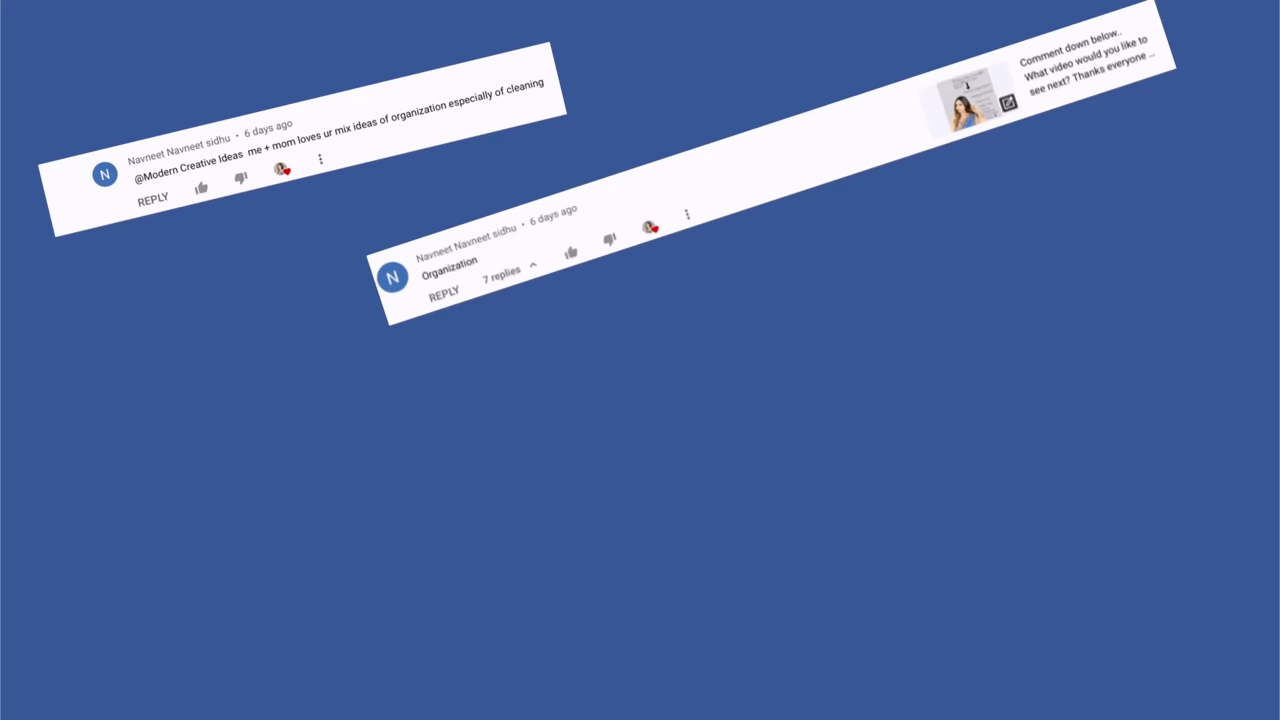 Navneet Navneet sidhu • 6 days ago
@Modern Creative Ideas me + mom loves ur mix ideas of organization especially of cleaning
N
REPLY
Comment down below..
What video would you like to
see next? Thanks everyone ...
Navneet Navneet sidhu • 6 days ago
Organization
N
REPLY 7 replies